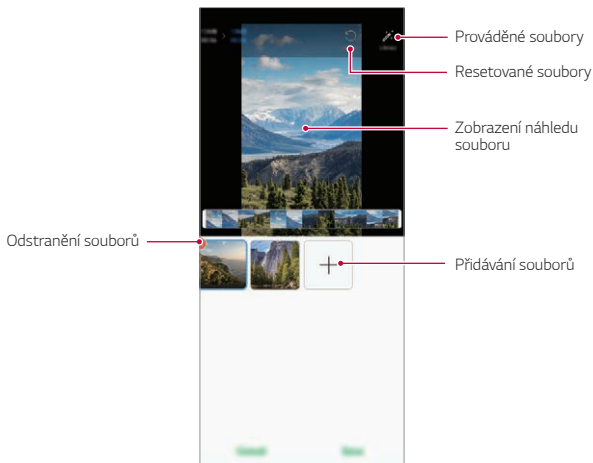 Prováděné soubory
Resetované soubory
Zobrazení náhledu
souboru
Odstranění souborů
Přidávání souborů